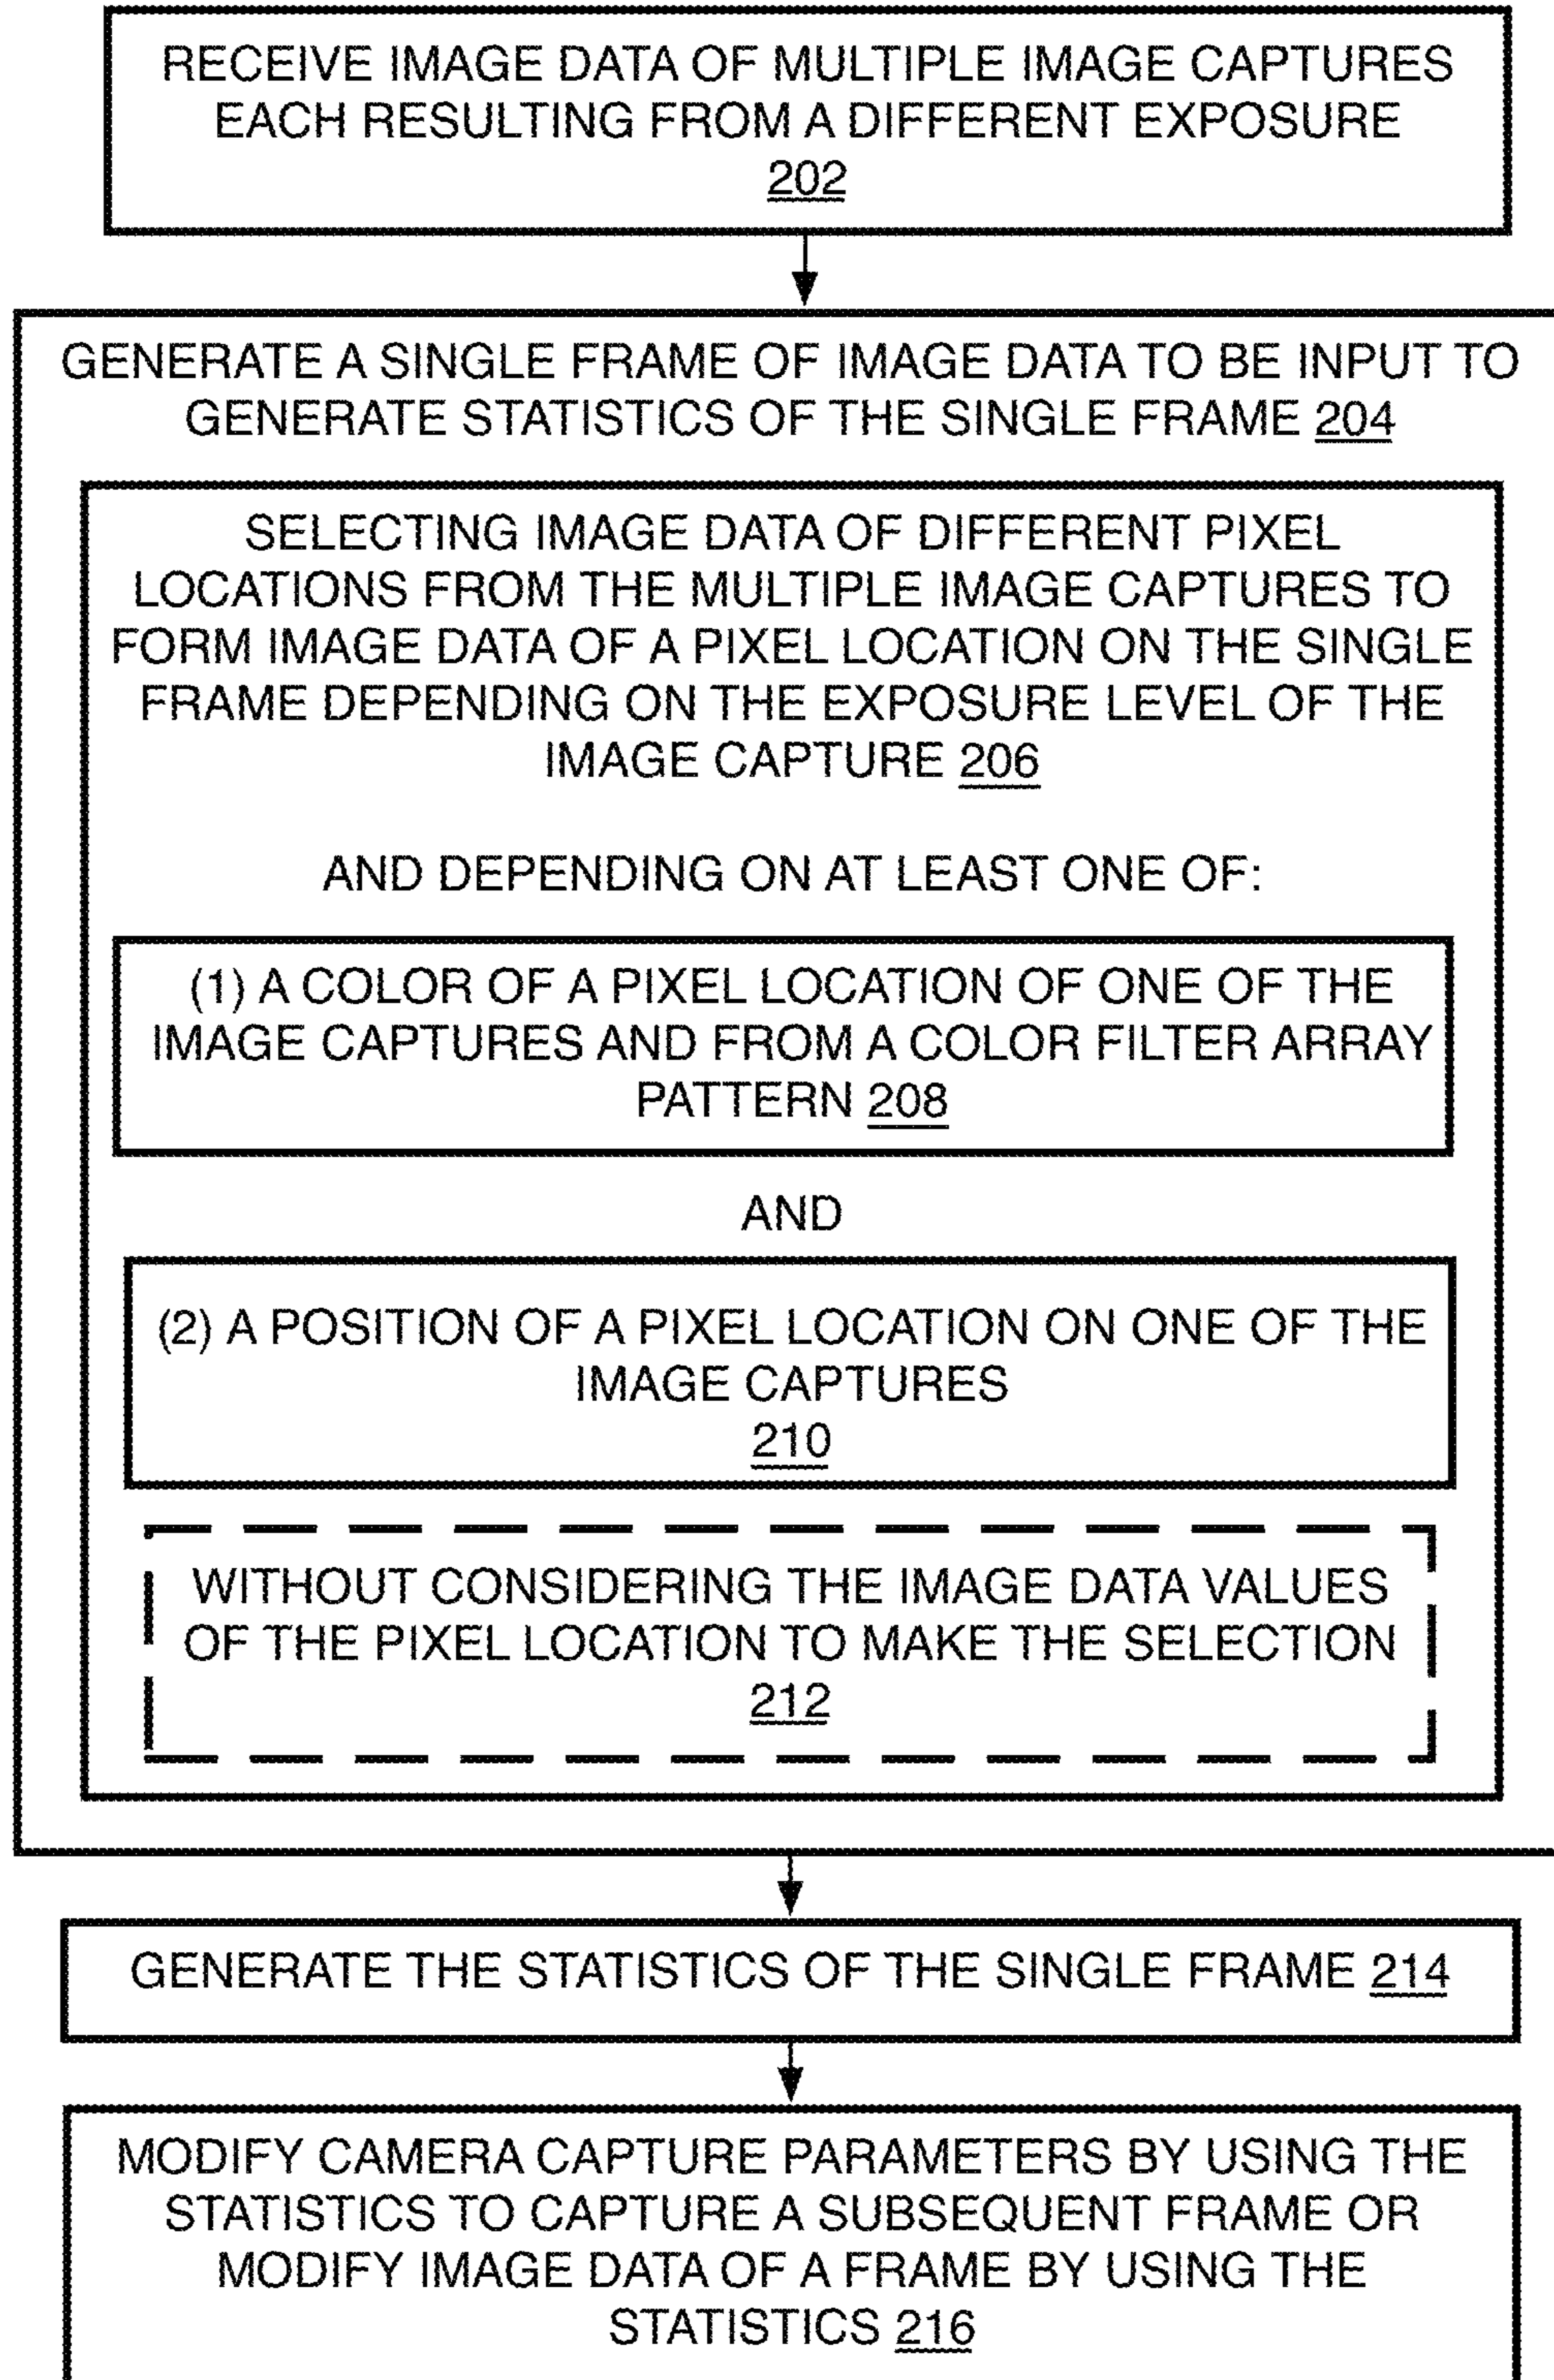 RECEIVE IMAGE DATA OF MULTIPLE IMAGE CAPTURES
EACH RESULTING FROM A DIFFERENT EXPOSURE
202
GENERATE A SINGLE FRAME OF IMAGE DATA TO BE INPUT TO
GENERATE STATISTICS OF THE SINGLE FRAME 204
SELECTING IMAGE DATA OF DIFFERENT PIXEL
LOCATIONS FROM THE MULTIPLE IMAGE CAPTURES TO
FORM IMAGE DATA OF A PIXEL LOCATION ON THE SINGLE
FRAME DEPENDING ON THE EXPOSURE LEVEL OF THE
IMAGE CAPTURE 206
AND DEPENDING ON AT LEAST ONE OF:
(1) A COLOR OF A PIXEL LOCATION OF ONE OF THE
IMAGE CAPTURES AND FROM A COLOR FILTER ARRAY
PATTERN 208
AND
(2) A POSITION OF A PIXEL LOCATION ON ONE OF THE
IMAGE CAPTURES
210
WITHOUT CONSIDERING THE IMAGE DATA VALUES
OF THE PIXEL LOCATION TO MAKE THE SELECTION
212
GENERATE THE STATISTICS OF THE SINGLE FRAME 214
MODIFY CAMERA CAPTURE PARAMETERS BY USING THE
STATISTICS TO CAPTURE A SUBSEQUENT FRAME OR
MODIFY IMAGE DATA OF A FRAME BY USING THE
STATISTICS 216